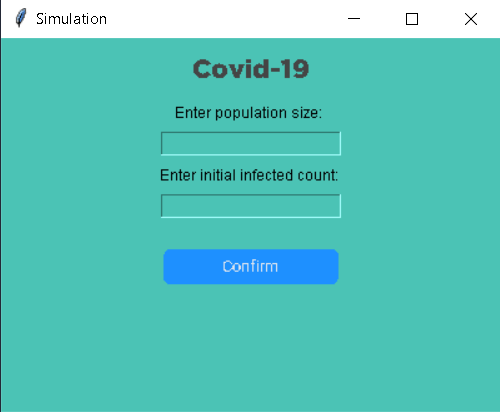 Simulation
Covid-19
Enter population size:
Enter initial infected count:
Confirm